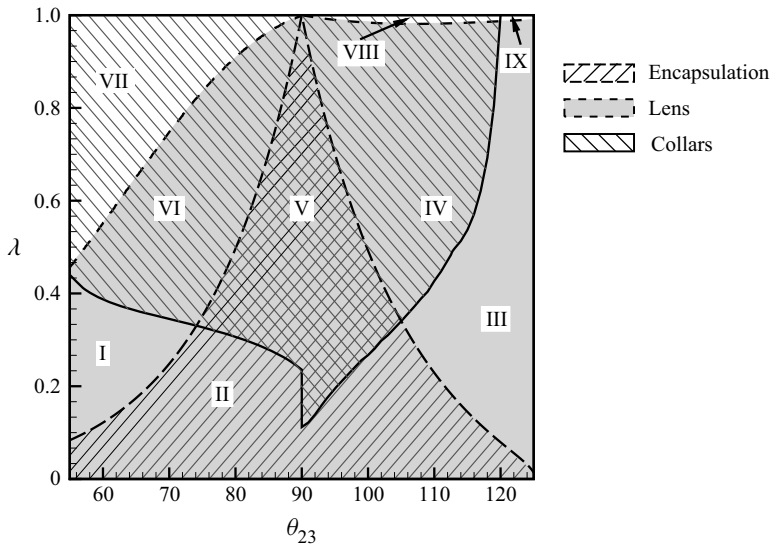 1.0
0.8
0.6
0.4
0.2
0
λ
60 70 80 90 100 110 120
θ23
VII
VIII
IX
VI
V
IV
I
II
III
Encapsulation
Lens
Collars